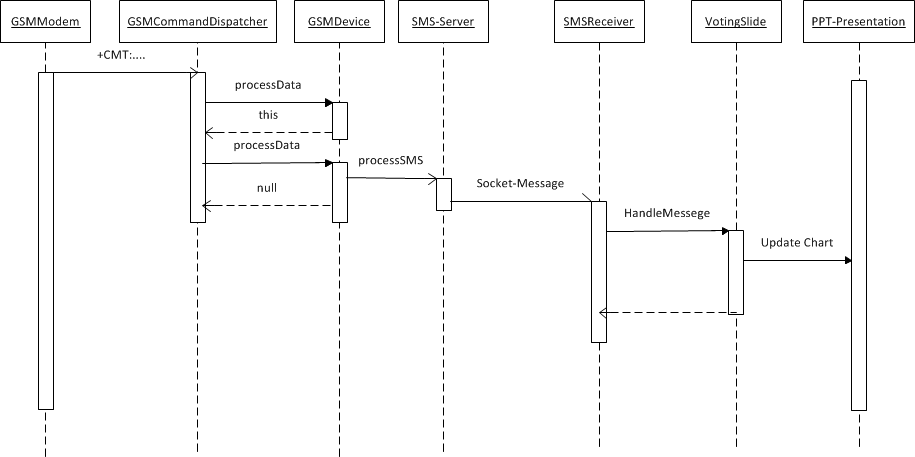 GSMModem
GSMCommandDispatcher
GSMDevice
SMS-Server
SMSReceiver
VotingSlide
PPT-Presentation
+CMT:....
processData
this
processData
processSMS
null
Socket-Message
HandleMessege
Update Chart